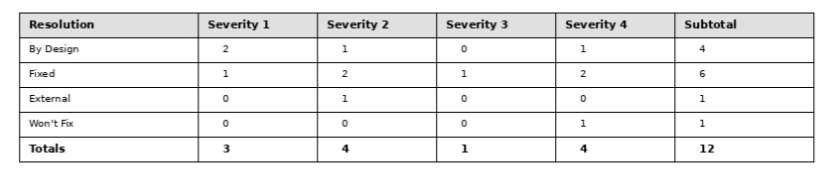 Resolution Severity 1 Severity 2 Severity 3 Severity 4 Subtotal
By Design 2 1 0 1 4
Fixed 1 2 1 2 6
External 0 1 0 0 1
Won't Fix 0 0 0 1 1
Totals 3 4 1 4 12